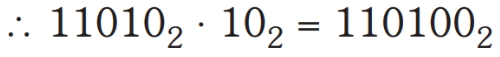 ∴ 11010₂ · 10₂ = 110100₂